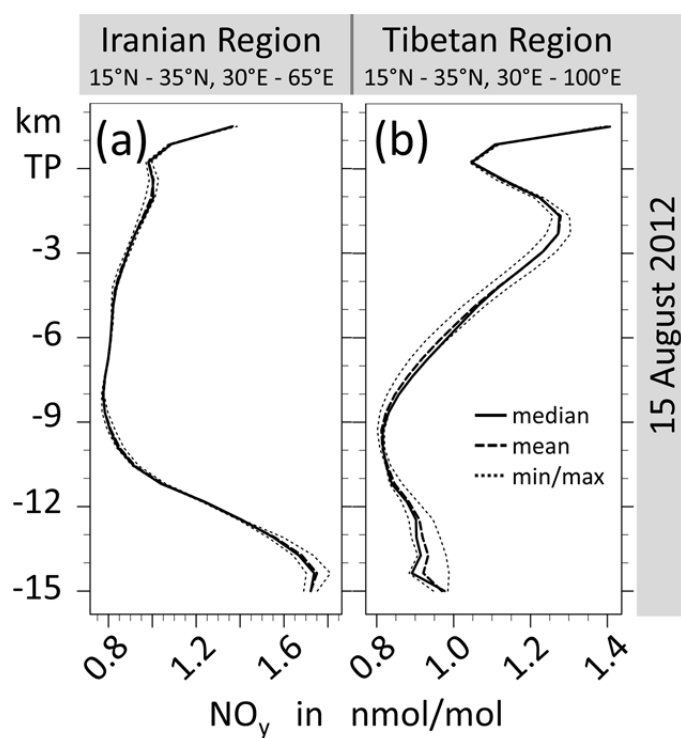 Iranian Region
15°N - 35°N, 30°E - 65°E
Tibetan Region
15°N - 35°N, 30°E - 100°E
15 August 2012
km
TP
-3
-6
-9
-12
-15
(a)
(b)
median
mean
min/max
0.8
1.2
1.6
0.8
1.0
1.2
1.4
NOy in nmol/mol